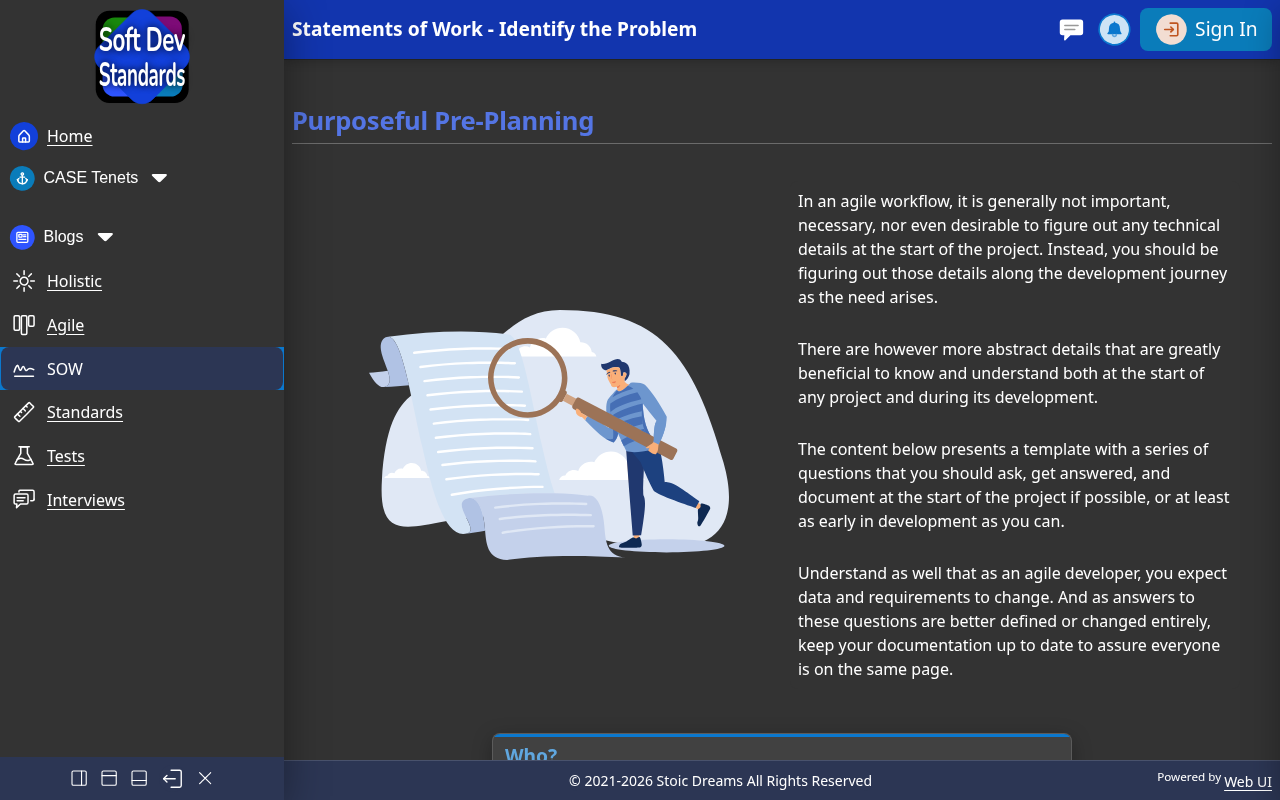 Soft Dev
Standards
Home
CASE Tenets
Blogs
Holistic
Agile
SOW
Standards
Tests
Interviews
Statements of Work - Identify the Problem
Sign In
Purposeful Pre-Planning
In an agile workflow, it is generally not important,
necessary, nor even desirable to figure out any technical
details at the start of the project. Instead, you should be
figuring out those details along the development journey
as the need arises.
There are however more abstract details that are greatly
beneficial to know and understand both at the start of
any project and during its development.
The content below presents a template with a series of
questions that you should ask, get answered, and
document at the start of the project if possible, or at least
as early in development as you can.
Understand as well that as an agile developer, you expect
data and requirements to change. And as answers to
these questions are better defined or changed entirely,
keep your documentation up to date to assure everyone
is on the same page.
Who?
© 2021-2026 Stoic Dreams All Rights Reserved
Powered by Web UI